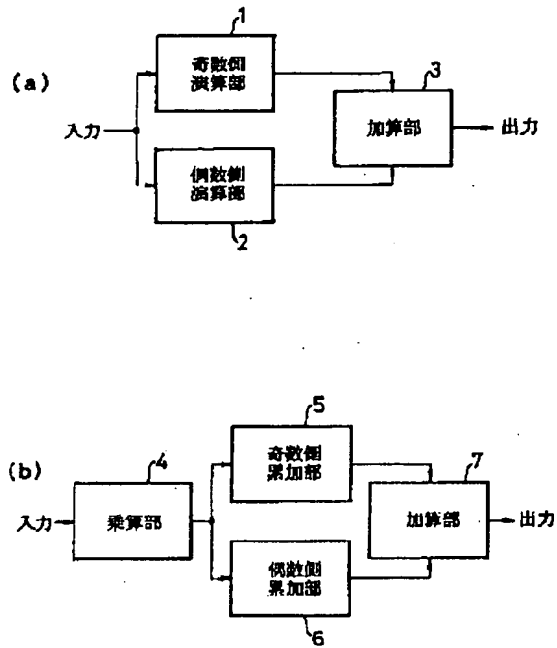 (a)
1
奇数側
演算部
入力
偶数側
演算部
2
3
加算部
出力
(b)
4
入力
乗算部
5
奇数側
累加部
偶数側
累加部
6
7
加算部
出力